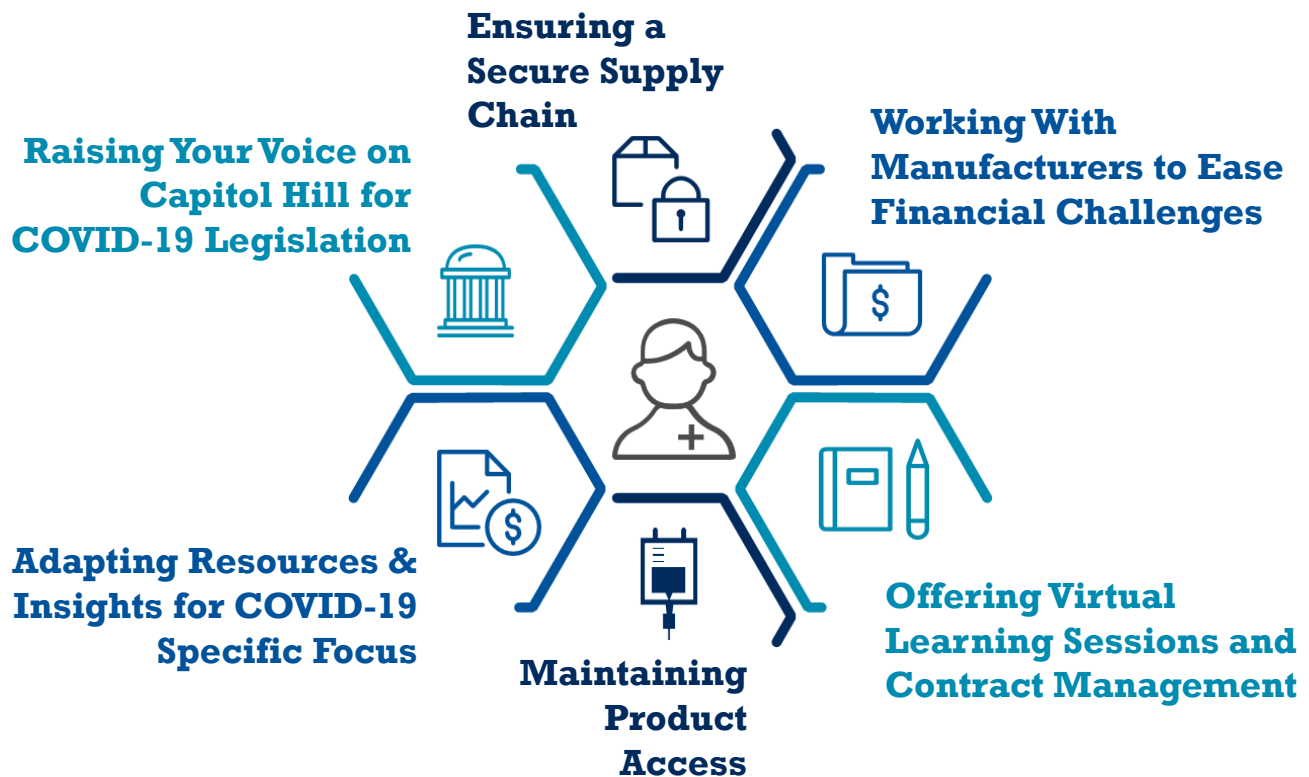 Ensuring a
Secure Supply
Chain
Working With
Manufacturers to Ease
Financial Challenges
Raising Your Voice on
Capitol Hill for
COVID-19 Legislation
$
$
Adapting Resources &
Insights for COVID-19
Specific Focus
Offering Virtual
Learning Sessions and
Contract Management
Maintaining
Product
Access